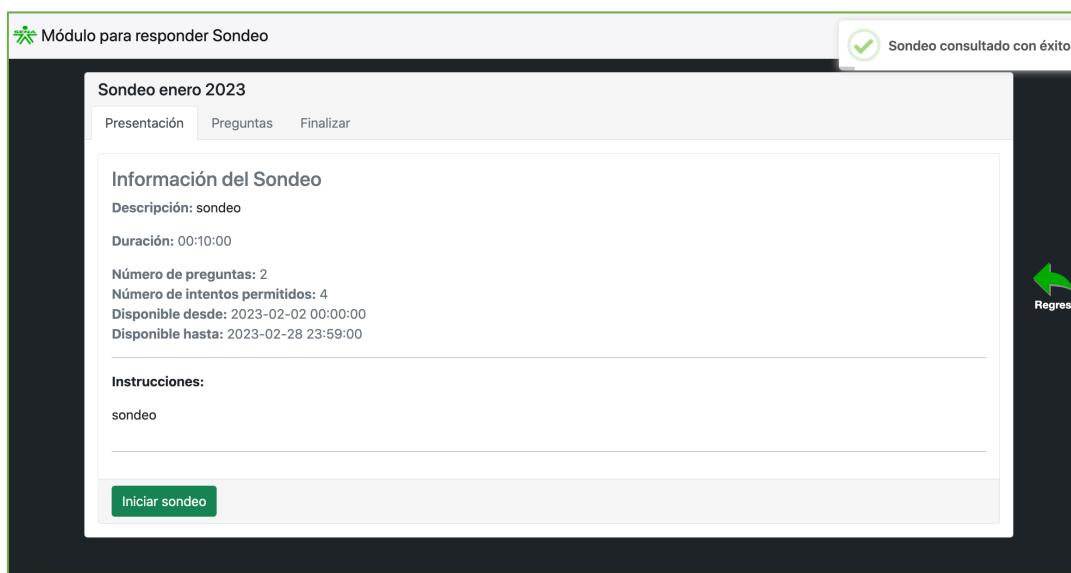 SENA
Módulo para responder Sondeo
Sondeo consultado con éxito
Sondeo enero 2023
Presentación Preguntas Finalizar
Información del Sondeo
Descripción: sondeo
Duración: 00:10:00
Número de preguntas: 2
Número de intentos permitidos: 4
Disponible desde: 2023-02-02 00:00:00
Disponible hasta: 2023-02-28 23:59:00
Regres
Instrucciones:
sondeo
Iniciar sondeo